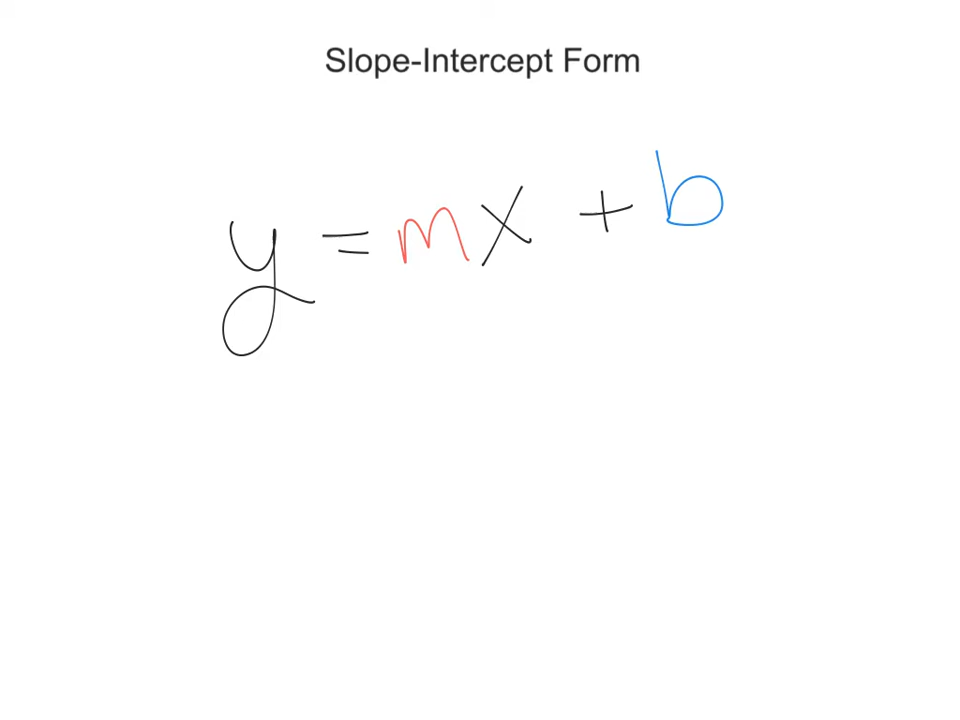 Slope-Intercept Form
y = mx + b